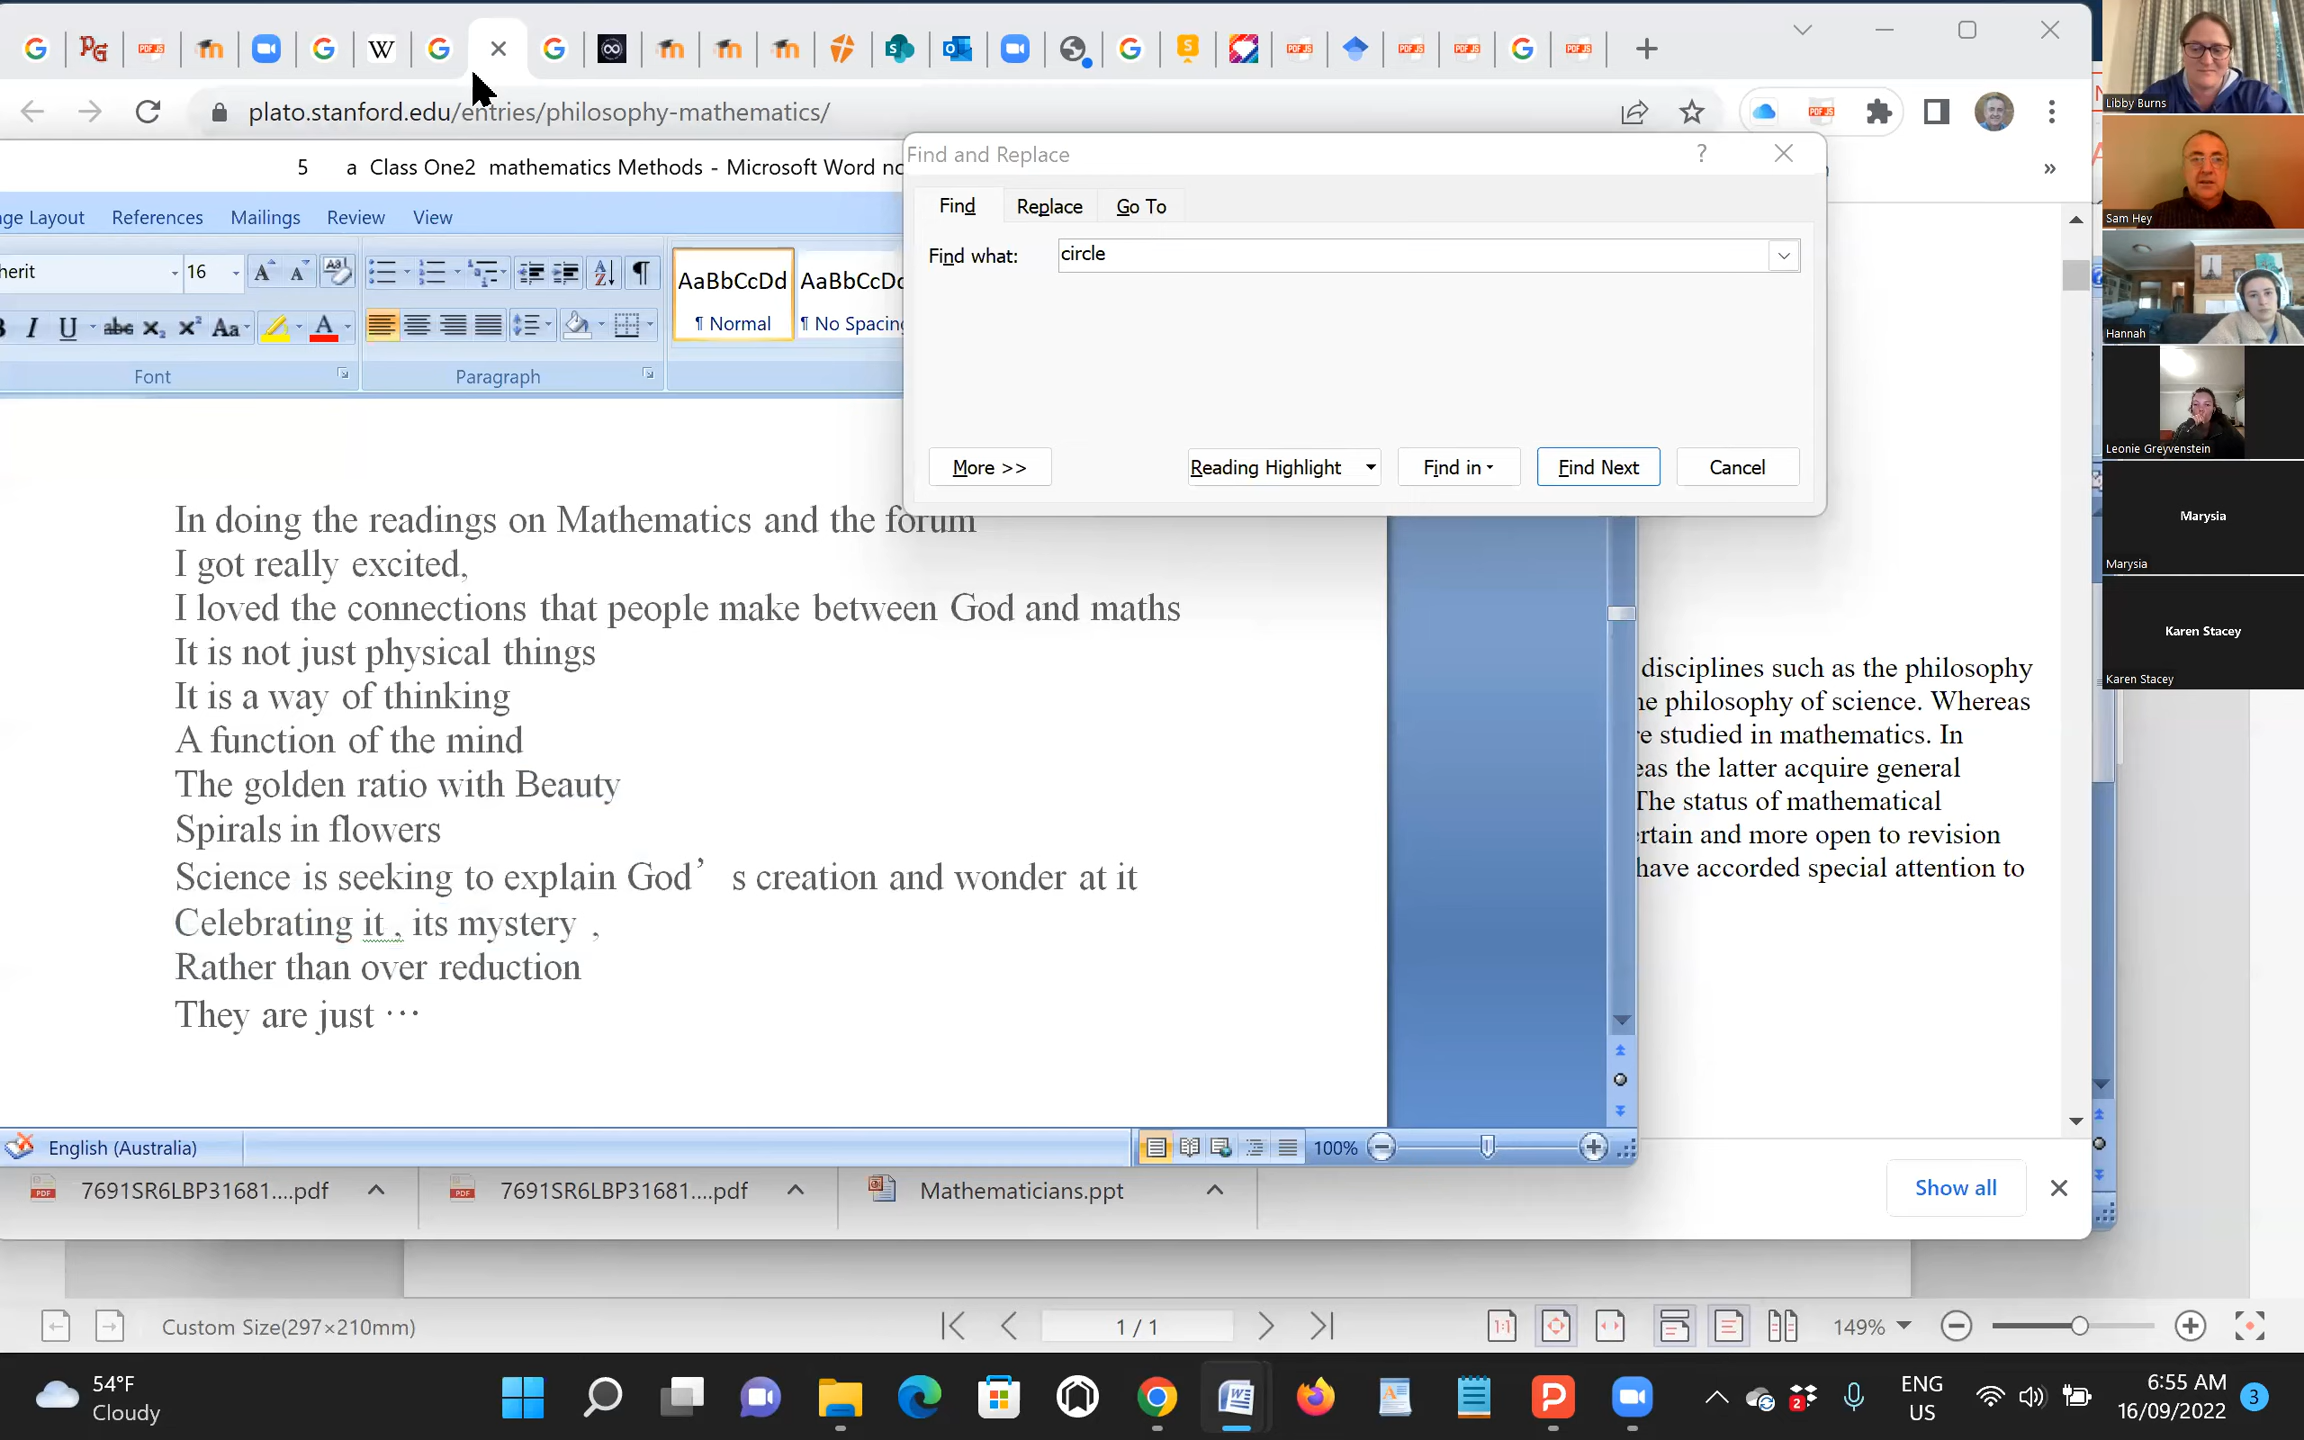 plato.stanford.edu/entries/philosophy-mathematics/
5 a Class One2 mathematics Methods - Microsoft Word
ge Layout References Mailings Review View
16
AaBbCcDd
¶ Normal
¶ No Spacing
Font Paragraph
Find and Replace
Find Replace Go To
Find what: circle
More >> Reading Highlight Find in Find Next Cancel
In doing the readings on Mathematics and the forum
I got really excited,
I loved the connections that people make between God and maths
It is not just physical things
It is a way of thinking
A function of the mind
The golden ratio with Beauty
Spirals in flowers
Science is seeking to explain God’ s creation and wonder at it
Celebrating it , its mystery ,
Rather than over reduction
They are just …
disciplines such as the philosophy
philosophy of science. Whereas
studied in mathematics. In
the latter acquire general
The status of mathematical
and more open to revision
have accorded special attention to
English (Australia)
100%
7691SR6LBP31681....pdf
7691SR6LBP31681....pdf
Mathematicians.ppt
Show all
Custom Size(297×210mm)
1 / 1
149%
54°F
Cloudy
ENG
US
6:55 AM
16/09/2022
3
Libby Burns
Sam Hey
Hannah
Leonie Greyvenstein
Marysia
Marysia
Karen Stacey
Karen Stacey